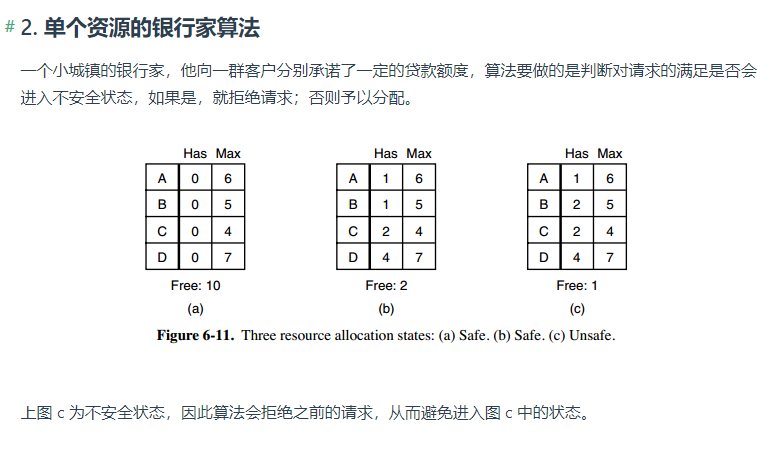 # 2. 单个资源的银行家算法
一个小城镇的银行家，他向一群客户分别承诺了一定的贷款额度，算法要做的是判断对请求的满足是否会
进入不安全状态，如果是，就拒绝请求；否则予以分配。
Has Max Has Max Has Max
A 0 6 A 1 6 A 1 6
B 0 5 B 1 5 B 2 5
C 0 4 C 2 4 C 2 4
D 0 7 D 4 7 D 4 7
Free: 10 Free: 2 Free: 1
(a) (b) (c)
Figure 6-11. Three resource allocation states: (a) Safe. (b) Safe. (c) Unsafe.
上图 c 为不安全状态，因此算法会拒绝之前的请求，从而避免进入图 c 中的状态。